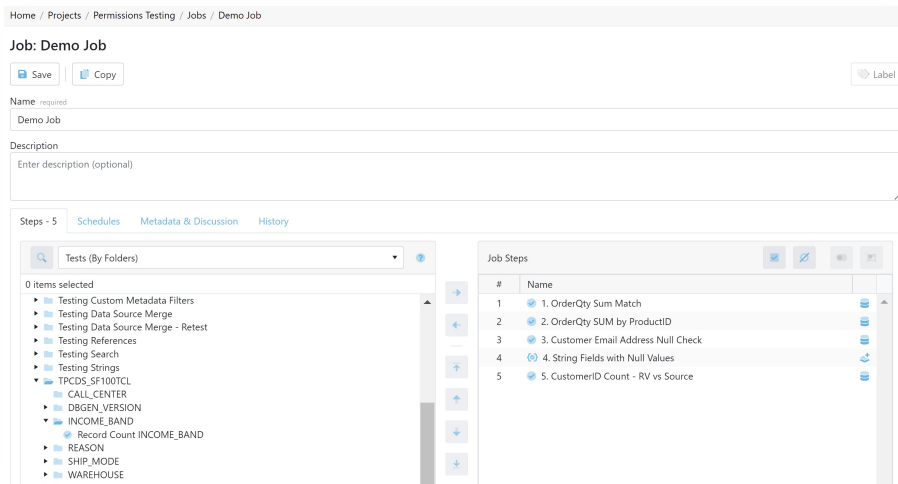 Home / Projects / Permissions Testing / Jobs / Demo Job
Job: Demo Job
Save Copy Label
Name required
Demo Job
Description
Enter description (optional)
Steps - 5 Schedules Metadata & Discussion History
Tests (By Folders) ? Job Steps
0 items selected # Name
Testing Custom Metadata Filters
Testing Data Source Merge
Testing Data Source Merge - Retest
Testing References
Testing Search
Testing Strings
TPCDS_SF100TCL
CALL_CENTER
DBGEN_VERSION
INCOME_BAND
Record Count INCOME_BAND
REASON
SHIP_MODE
WAREHOUSE
1 1. OrderQty Sum Match
2 2. OrderQty SUM by ProductID
3 3. Customer Email Address Null Check
4 4. String Fields with Null Values
5 5. CustomerID Count - RV vs Source